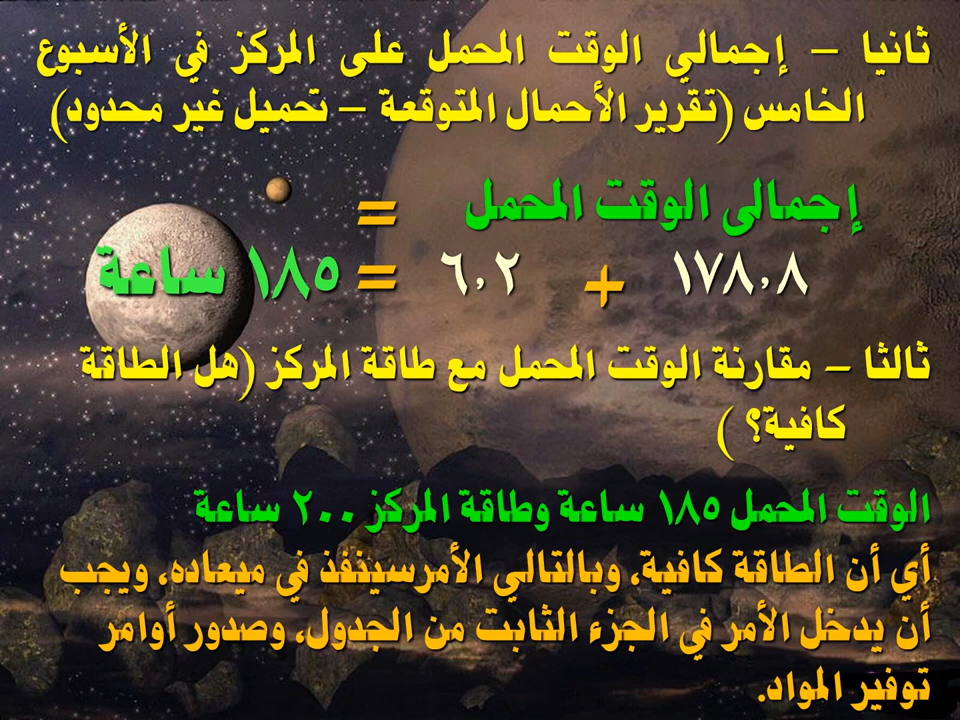 ثانيا – إجمالي الوقت المحمل على المركز في الأسبوع
الخامس (تقرير الأحمال المتوقعة – تحميل غير محدود)
إجمالى الوقت المحمل =
١٧٨,٨ + ٦,٢ = ١٨٥ ساعة
ثالثا – مقارنة الوقت المحمل مع طاقة المركز (هل الطاقة
كافية؟ )
الوقت المحمل ١٨٥ ساعة وطاقة المركز ٢٠٠ ساعة
أي أن الطاقة كافية، وبالتالي الأمرسينفذ في ميعاده، ويجب
أن يدخل الأمر في الجزء الثابت من الجدول، وصدور أوامر
توفير المواد.